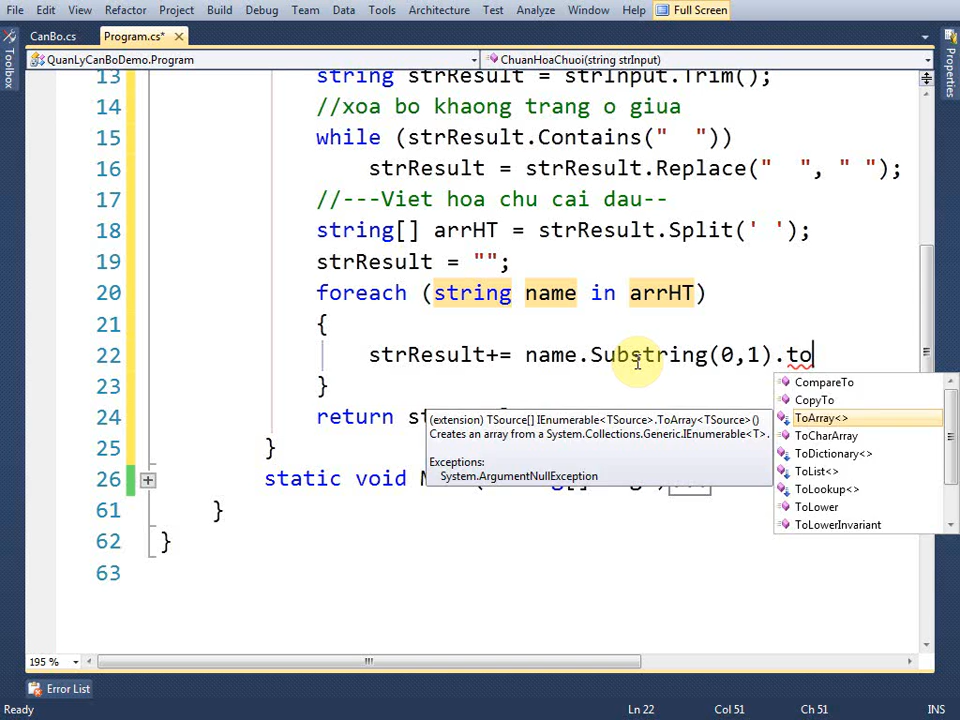 File Edit View Refactor Project Build Debug Team Data Tools Architecture Test Analyze Window Help Full Screen
CanBo.cs Program.cs*
Toolbox
Properties
QuanLyCanBoDemo.Program ChuanHoaChuoi(string strInput)
13 string strResult = strInput.Trim();
14 //xoa bo khaong trang o giua
15 while (strResult.Contains("  "))
16 strResult = strResult.Replace("  ", " ");
17 //---Viet hoa chu cai dau--
18 string[] arrHT = strResult.Split(' ');
19 strResult = "";
20 foreach (string name in arrHT)
21 {
22 strResult+= name.Substring(0,1).to
23 }
24 return
25 }
26 static void
61 }
62 }
63
CompareTo
CopyTo
ToArray<>
ToCharArray
ToDictionary<>
ToList<>
ToLookup<>
ToLower
ToLowerInvariant
(extension) TSource[] IEnumerable<TSource>.ToArray<TSource>()
Creates an array from a System.Collections.Generic.IEnumerable<T>.
Exceptions:
System.ArgumentNullException
195 %
Error List
Ready Ln 22 Col 51 Ch 51 INS